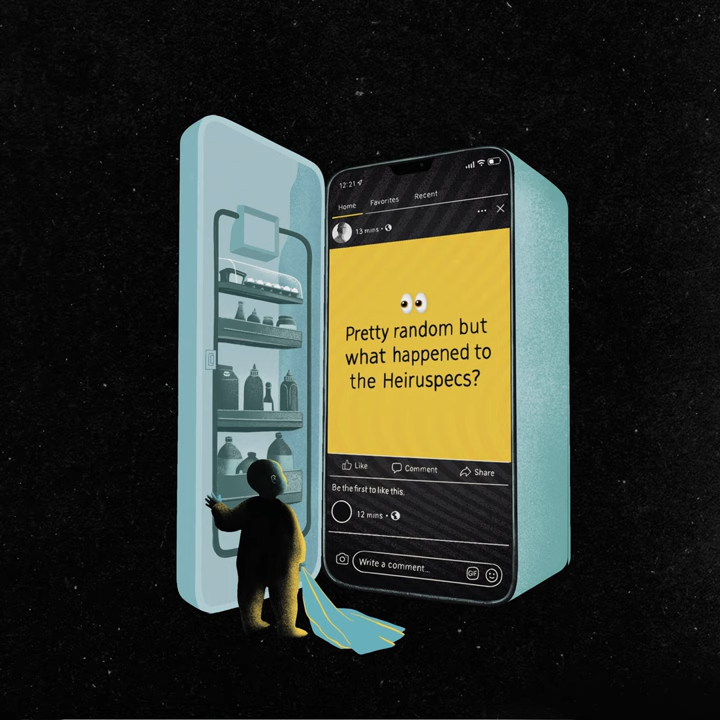 12:21
Home Favorites Recent
13 mins •
Pretty random but
what happened to
the Heiruspecs?
Like Comment Share
Be the first to like this.
12 mins •
Write a comment...
GIF